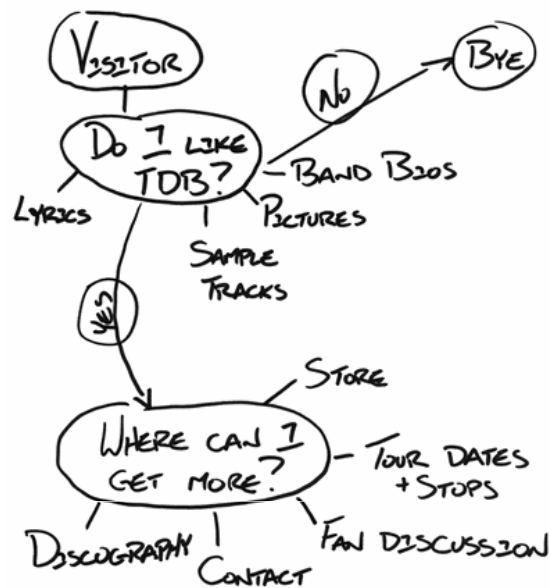 VISITOR
BYE
NO
DO I LIKE
TDB?
BAND BIOS
LYRICS
PICTURES
SAMPLE
TRACKS
YES
STORE
WHERE CAN I
GET MORE?
TOUR DATES
+ STOPS
FAN DISCUSSION
DISCOGRAPHY
CONTACT